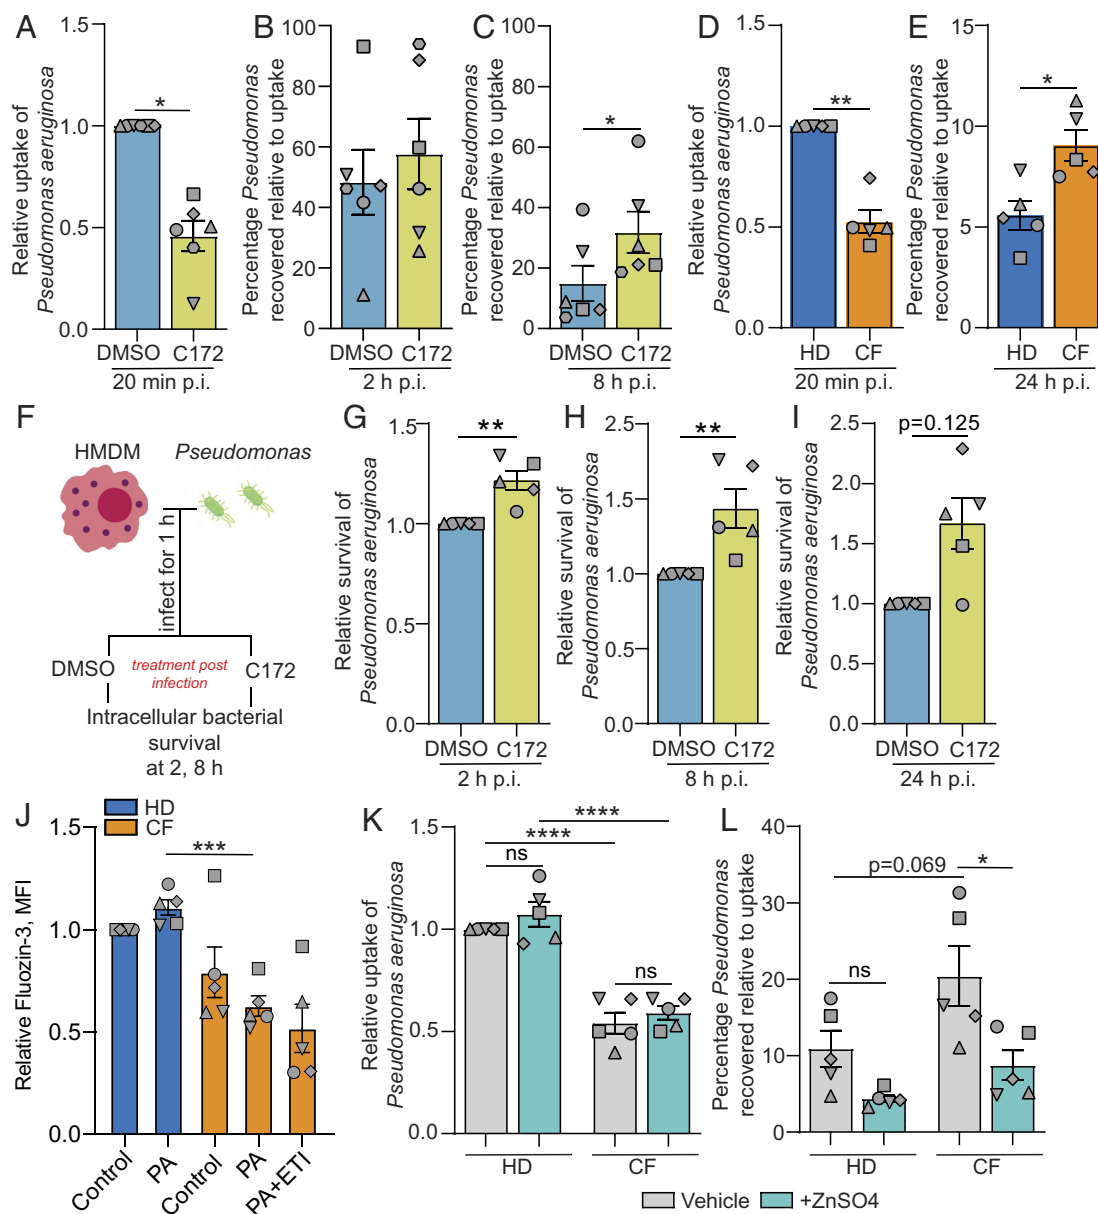 A
Relative uptake of
Pseudomonas aeruginosa
1.5
1.0
0.5
0.0
*
DMSO C172
20 min p.i.
B
Percentage Pseudomonas
recovered relative to uptake
100
80
60
40
20
0
DMSO C172
2 h p.i.
C
Percentage Pseudomonas
recovered relative to uptake
100
80
60
40
20
0
*
DMSO C172
8 h p.i.
D
Relative uptake of
Pseudomonas aeruginosa
1.5
1.0
0.5
0.0
**
HD CF
20 min p.i.
E
Percentage Pseudomonas
recovered relative to uptake
15
10
5
0
*
HD CF
24 h p.i.
F
HMDM Pseudomonas
infect for 1 h
DMSO treatment post C172
infection
Intracellular bacterial
survival
at 2, 8 h
G
Relative survival of
Pseudomonas aeruginosa
1.5
1.0
0.5
0.0
**
DMSO C172
2 h p.i.
H
Relative survival of
Pseudomonas aeruginosa
2.5
1.5
1.0
0.5
0.0
**
DMSO C172
8 h p.i.
I
Relative survival of
Pseudomonas aeruginosa
2.5
2.0
1.5
1.0
0.5
0.0
p=0.125
DMSO C172
24 h p.i.
J
HD
CF
Relative Fluozin-3, MFI
1.5
1.0
0.5
0.0
***
Control PA Control PA PA+ETI
K
Relative uptake of
Pseudomonas aeruginosa
1.5
1.0
0.5
0.0
****
****
ns
ns
HD CF
L
Percentage Pseudomonas
recovered relative to uptake
40
30
20
10
0
p=0.069 *
ns
HD CF
Vehicle +ZnSO4